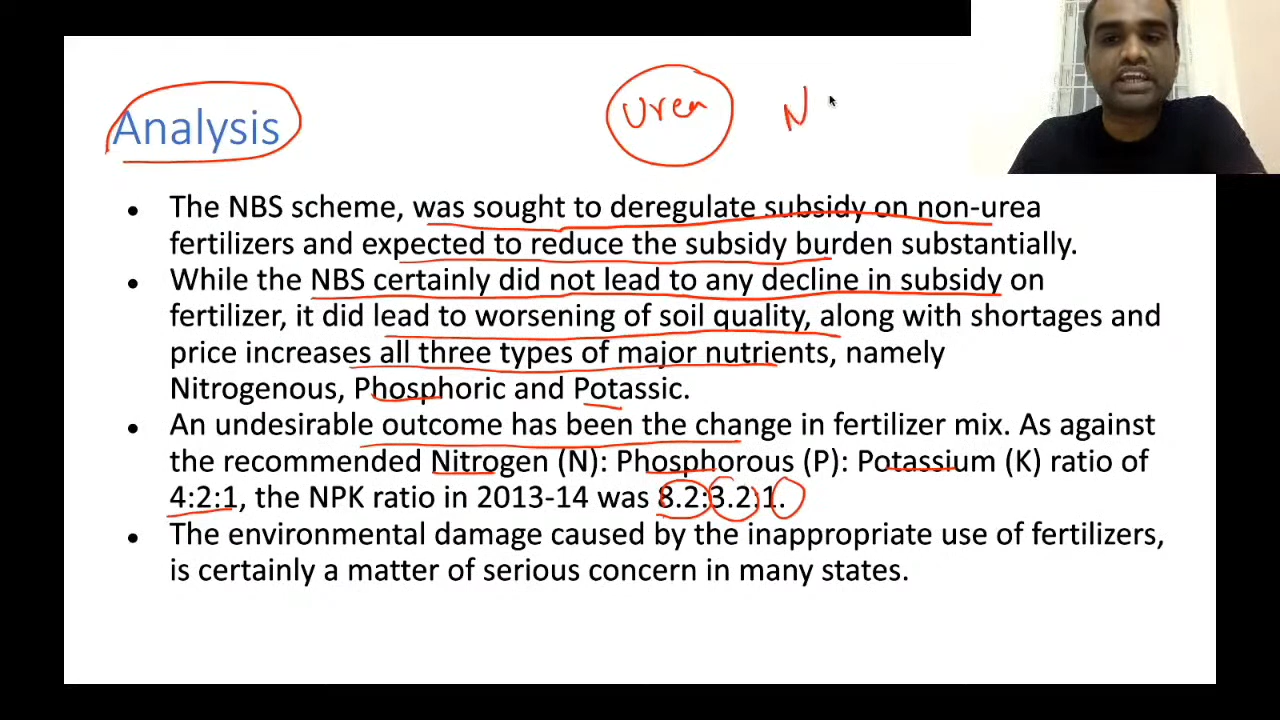 Analysis
Urea N
The NBS scheme, was sought to deregulate subsidy on non-urea
fertilizers and expected to reduce the subsidy burden substantially.
While the NBS certainly did not lead to any decline in subsidy on
fertilizer, it did lead to worsening of soil quality, along with shortages and
price increases all three types of major nutrients, namely
Nitrogenous, Phosphoric and Potassic.
An undesirable outcome has been the change in fertilizer mix. As against
the recommended Nitrogen (N): Phosphorous (P): Potassium (K) ratio of
4:2:1, the NPK ratio in 2013-14 was 8.2:3.2:1.
The environmental damage caused by the inappropriate use of fertilizers,
is certainly a matter of serious concern in many states.